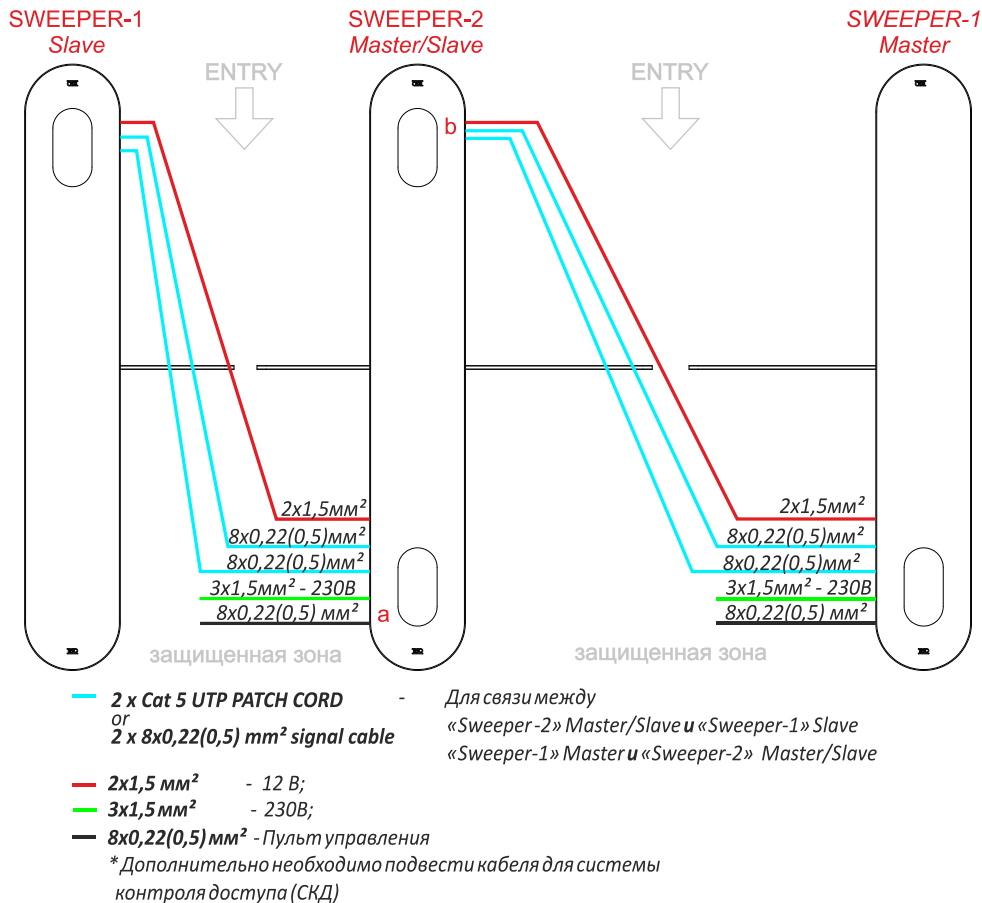 SWEEPER-1
Slave
SWEEPER-2
Master/Slave
SWEEPER-1
Master
ENTRY
ENTRY
b
2x1,5мм²
8x0,22(0,5)мм²
8x0,22(0,5)мм²
3x1,5мм² - 230В
8x0,22(0,5) мм²
a
2x1,5мм²
8x0,22(0,5)мм²
8x0,22(0,5)мм²
3x1,5мм² - 230В
8x0,22(0,5) мм²
защищенная зона
защищенная зона
2 x Cat 5 UTP PATCH CORD - Для связи между
or
2 x 8x0,22(0,5) mm² signal cable
«Sweeper-2» Master/Slave и «Sweeper-1» Slave
«Sweeper-1» Master и «Sweeper-2» Master/Slave
2x1,5 мм² - 12 В;
3x1,5мм² - 230В;
8x0,22(0,5)мм² - Пульт управления
* Дополнительно необходимо подвести кабеля для системы
контроля доступа (СКД)